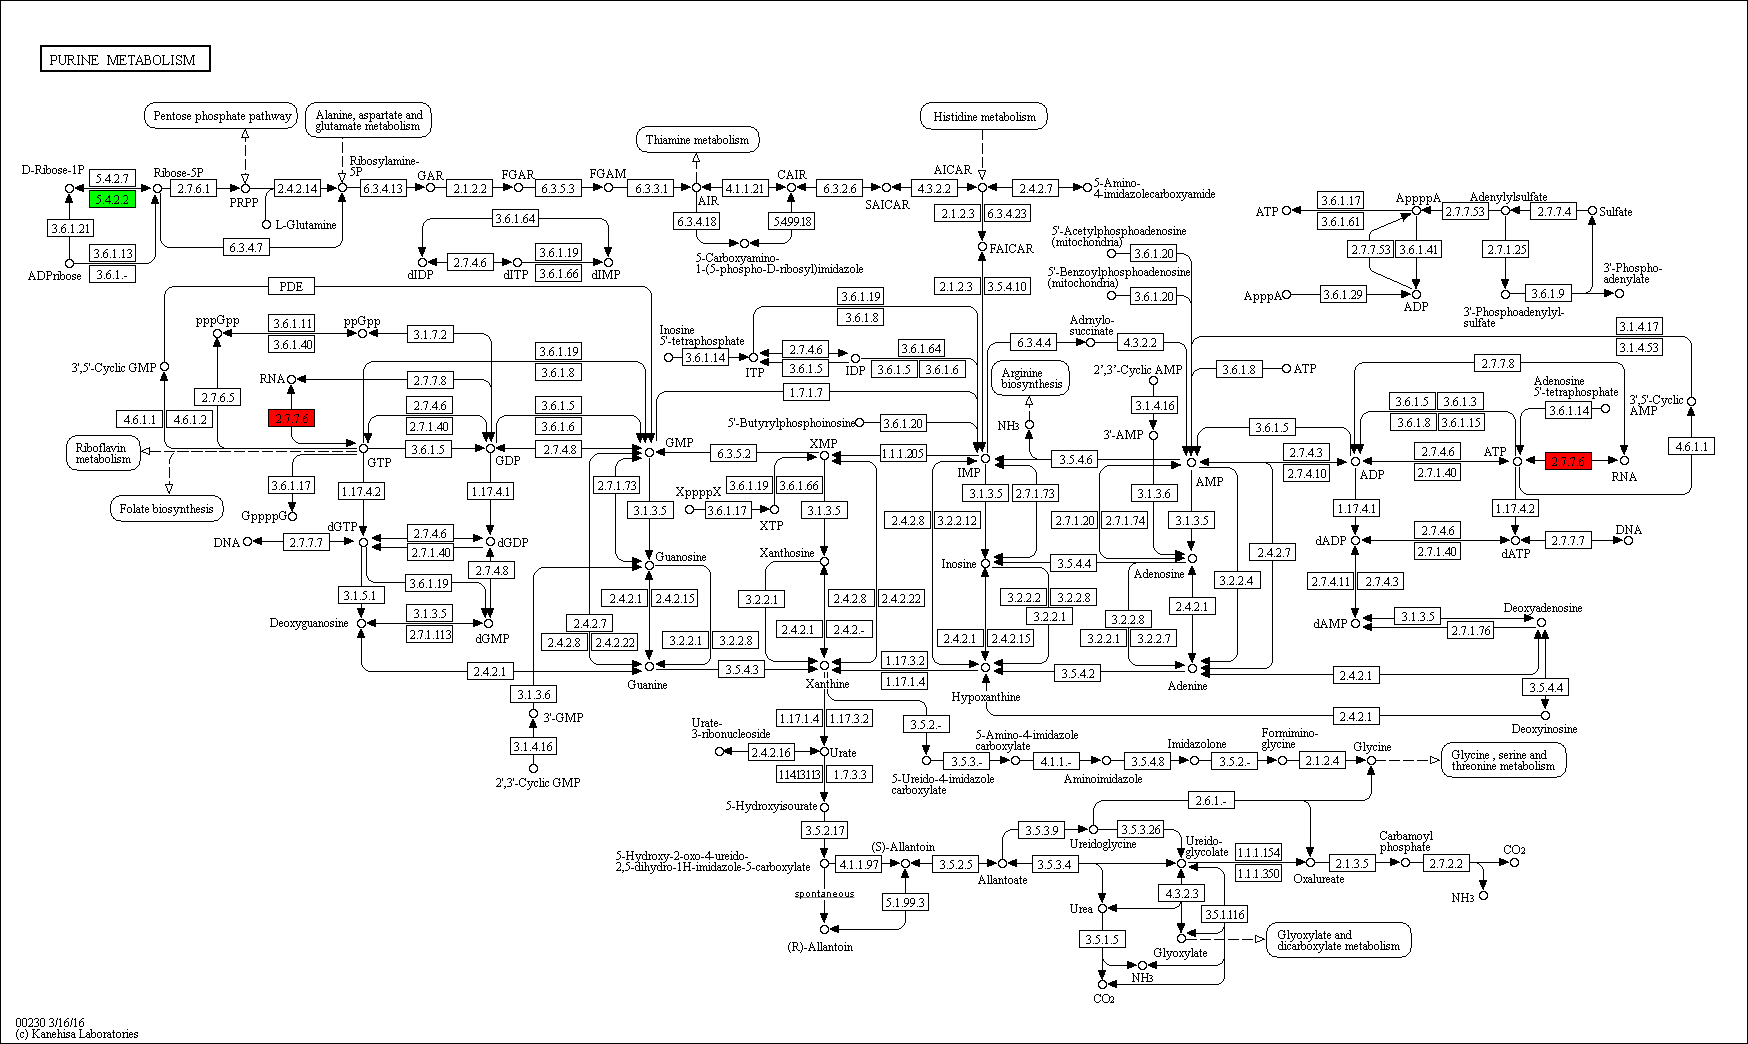 PURINE METABOLISM
Pentose phosphate pathway
Alanine, aspartate and
glutamate metabolism
Thiamine metabolism
Histidine metabolism
D-Ribose-1P
5.4.2.7
5.4.2.2
Ribose-5P
2.7.6.1
PRPP
2.4.2.14
Ribosylamine-
5P
6.3.4.13
GAR
2.1.2.2
FGAR
6.3.5.3
FGAM
6.3.3.1
AIR
4.1.1.21
CAIR
6.3.2.6
SAICAR
4.3.2.2
AICAR
2.4.2.7
5-Amino-
4-imidazolecarboxyamide
3.6.1.21
3.6.1.13
3.6.1.-
ADPribose
L-Glutamine
6.3.4.7
3.6.1.64
dIDP
2.7.4.6
dITP
3.6.1.19
3.6.1.66
dIMP
6.3.4.18
5.4.99.18
5-Carboxyamino-
1-(5-phospho-D-ribosyl)imidazole
2.1.2.3
6.3.4.23
FAICAR
2.1.2.3
3.5.4.10
5'-Acetylphosphoadenosine
(mitochondria)
3.6.1.20
5'-Benzoylphosphoadenosine
(mitochondria)
3.6.1.20
ATP
3.6.1.17
3.6.1.61
AppppA
2.7.7.53
Adenylylsulfate
2.7.7.4
Sulfate
2.7.7.53
3.6.1.41
2.7.1.25
AppppA
3.6.1.29
ADP
3.6.1.9
3'-Phospho-
adenylate
3'-Phosphoadenylyl-
sulfate
PDE
pppGpp
3.6.1.11
3.6.1.40
ppGpp
3.1.7.2
3',5'-Cyclic GMP
RNA
2.7.7.8
2.7.6.5
3.6.1.19
3.6.1.8
4.6.1.1
4.6.1.2
2.7.7.6
2.7.4.6
2.7.1.40
3.6.1.5
3.6.1.6
Riboflavin
metabolism
GTP
3.6.1.5
GDP
2.7.4.8
GMP
6.3.5.2
XMP
1.1.1.205
IMP
Inosine
5'-tetraphosphate
3.6.1.14
ITP
3.6.1.19
3.6.1.8
2.7.4.6
3.6.1.5
IDP
3.6.1.64
3.6.1.5
3.6.1.6
1.7.1.7
5'-Butyrylphosphoinosine
3.6.1.20
6.3.4.4
Admylo-
succinate
4.3.2.2
Arginine
biosynthesis
NH3
2',3'-Cyclic AMP
3.1.4.16
3'-AMP
3.5.4.6
AMP
3.6.1.8
ATP
3.1.4.17
3.1.4.53
2.7.7.8
Adenosine
5'-tetraphosphate
3.6.1.14
3',5'-Cyclic
AMP
3.6.1.5
3.6.1.5
3.6.1.3
3.6.1.8
3.6.1.15
2.7.4.3
2.7.4.10
ADP
2.7.4.6
2.7.1.40
ATP
2.7.7.6
RNA
4.6.1.1
Folate biosynthesis
3.6.1.17
GppppG
1.17.4.2
1.17.4.1
DNA
2.7.7.7
dGTP
2.7.4.6
2.7.1.40
dGDP
3.6.1.19
2.7.4.8
3.1.5.1
Deoxyguanosine
3.1.3.5
2.7.1.113
dGMP
2.4.2.1
2.7.1.73
3.1.3.5
Guanosine
2.4.2.1
2.4.2.15
2.4.2.7
2.4.2.8
2.4.2.22
3.2.2.1
3.2.2.8
Guanine
3.5.4.3
3.1.3.6
3'-GMP
3.1.4.16
2',3'-Cyclic GMP
XppppX
3.6.1.17
3.6.1.19
3.6.1.66
XTP
3.1.3.5
Xanthosine
3.2.2.1
2.4.2.8
2.4.2.22
2.4.2.1
2.4.2.-
Xanthine
1.17.3.2
1.17.1.4
3.1.3.5
2.7.1.73
2.4.2.8
3.2.2.12
Inosine
3.5.4.4
3.2.2.2
3.2.2.8
3.2.2.1
2.4.2.1
2.4.2.15
Hypoxanthine
3.5.4.2
3.1.3.6
2.7.1.20
2.7.1.74
3.1.3.5
Adenosine
2.4.2.7
3.2.2.4
2.4.2.1
3.2.2.8
3.2.2.1
3.2.2.7
Adenine
1.17.4.1
1.17.4.2
dADP
2.7.4.6
2.7.1.40
dATP
2.7.7.7
DNA
2.7.4.11
2.7.4.3
dAMP
3.1.3.5
2.7.1.76
Deoxyadenosine
2.4.2.1
3.5.4.4
2.4.2.1
Deoxyinosine
1.17.1.4
1.17.3.2
Urate-
3-ribonucleoside
2.4.2.16
Urate
1.14.13.113
1.7.3.3
5-Hydroxyisourate
3.5.2.17
5-Hydroxy-2-oxo-4-ureido-
2,5-dihydro-1H-imidazole-5-carboxylate
4.1.1.97
(S)-Allantoin
spontaneous
5.1.99.3
(R)-Allantoin
3.5.2.-
5-Ureido-4-imidazole
carboxylate
3.5.3.-
5-Amino-4-imidazole
carboxylate
4.1.1.-
Aminoimidazole
3.5.4.8
Imidazolone
3.5.2.-
Formimino-
glycine
2.1.2.4
Glycine
Glycine , serine and
threonine metabolism
2.6.1.-
3.5.2.5
Allantoate
3.5.3.9
Ureidoglycine
3.5.3.26
3.5.3.4
Ureido-
glycolate
1.1.1.154
1.1.1.350
Oxalureate
2.1.3.5
Carbamoyl
phosphate
2.7.2.2
CO2
NH3
Urea
3.5.1.5
4.3.2.3
3.5.1.116
Glyoxylate
Glyoxylate and
dicarboxylate metabolism
NH3
CO2
00230 3/16/16
(c) Kanehisa Laboratories